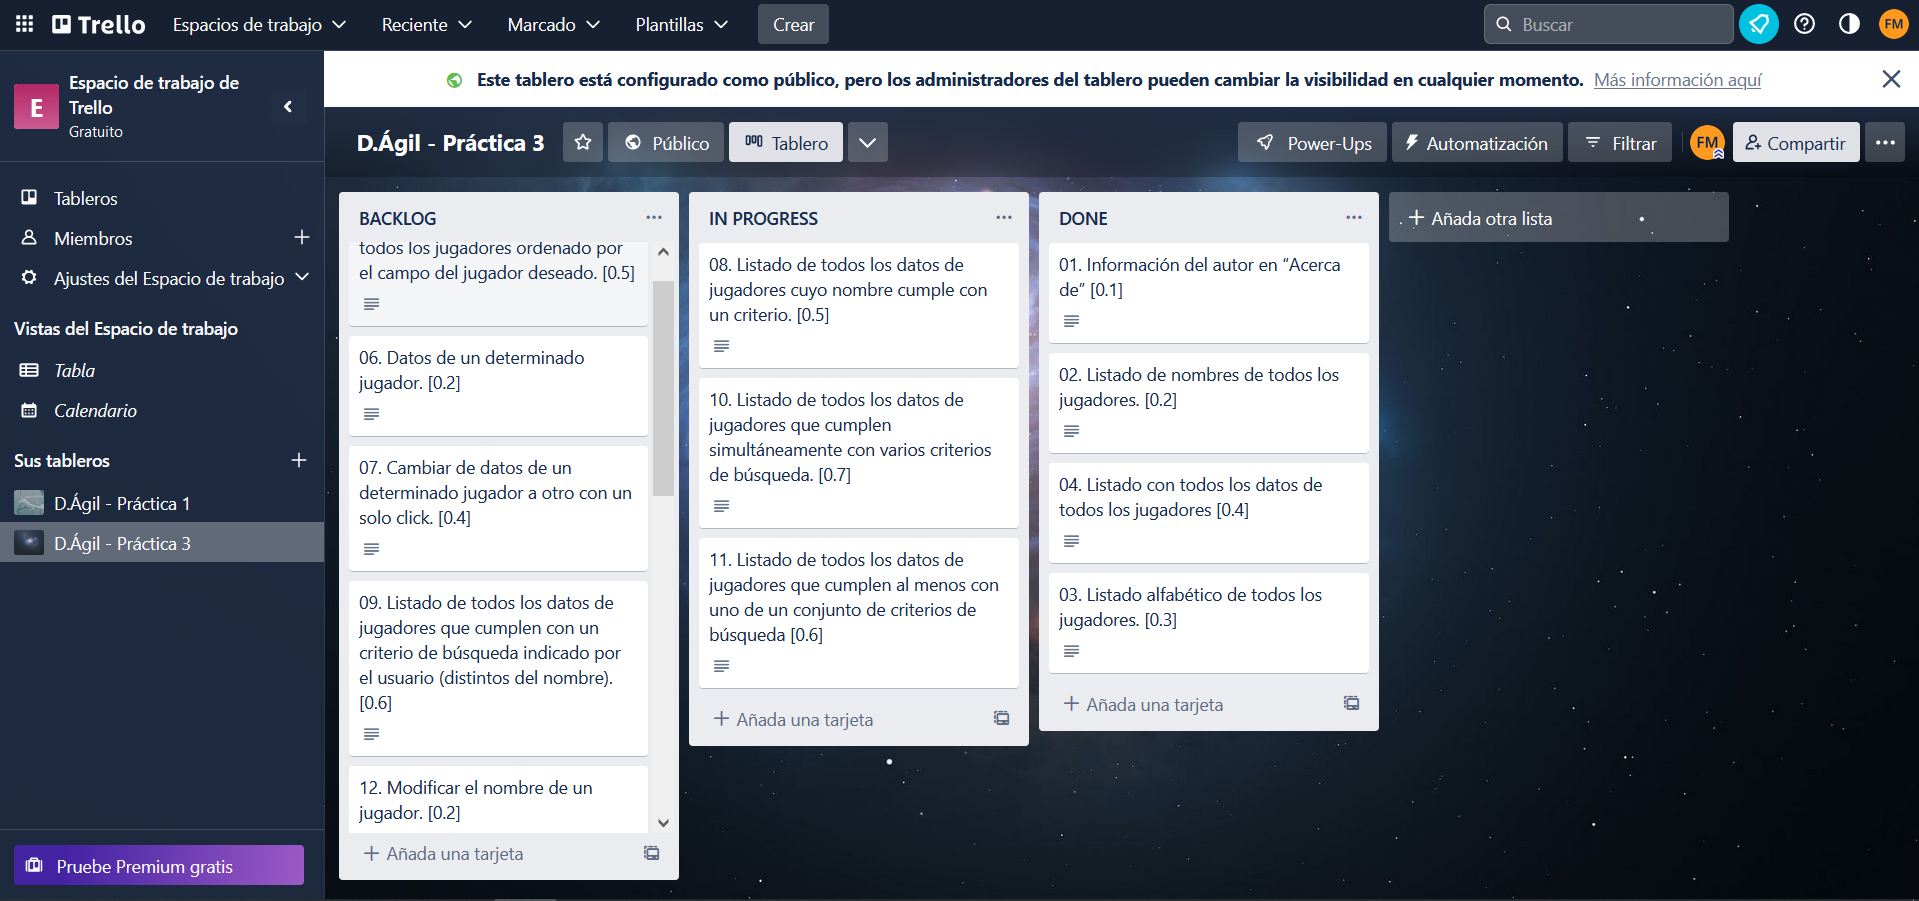 Trello
Espacios de trabajo
Reciente
Marcado
Plantillas
Crear
Buscar
FM
E
Espacio de trabajo de
Trello
Gratuito
Este tablero está configurado como público, pero los administradores del tablero pueden cambiar la visibilidad en cualquier momento. Más información aquí
D.Ágil - Práctica 3
Público
Tablero
Power-Ups
Automatización
Filtrar
FM
Compartir
Tableros
Miembros
Ajustes del Espacio de trabajo
Vistas del Espacio de trabajo
Tabla
Calendario
Sus tableros
D.Ágil - Práctica 1
D.Ágil - Práctica 3
Pruebe Premium gratis
BACKLOG
todos los jugadores ordenado por
el campo del jugador deseado. [0.5]
06. Datos de un determinado
jugador. [0.2]
07. Cambiar de datos de un
determinado jugador a otro con un
solo click. [0.4]
09. Listado de todos los datos de
jugadores que cumplen con un
criterio de búsqueda indicado por
el usuario (distintos del nombre).
[0.6]
12. Modificar el nombre de un
jugador. [0.2]
Añada una tarjeta
IN PROGRESS
08. Listado de todos los datos de
jugadores cuyo nombre cumple con
un criterio. [0.5]
10. Listado de todos los datos de
jugadores que cumplen
simultáneamente con varios criterios
de búsqueda. [0.7]
11. Listado de todos los datos de
jugadores que cumplen al menos con
uno de un conjunto de criterios de
búsqueda [0.6]
Añada una tarjeta
DONE
01. Información del autor en “Acerca
de” [0.1]
02. Listado de nombres de todos los
jugadores. [0.2]
04. Listado con todos los datos de
todos los jugadores [0.4]
03. Listado alfabético de todos los
jugadores. [0.3]
Añada una tarjeta
Añada otra lista